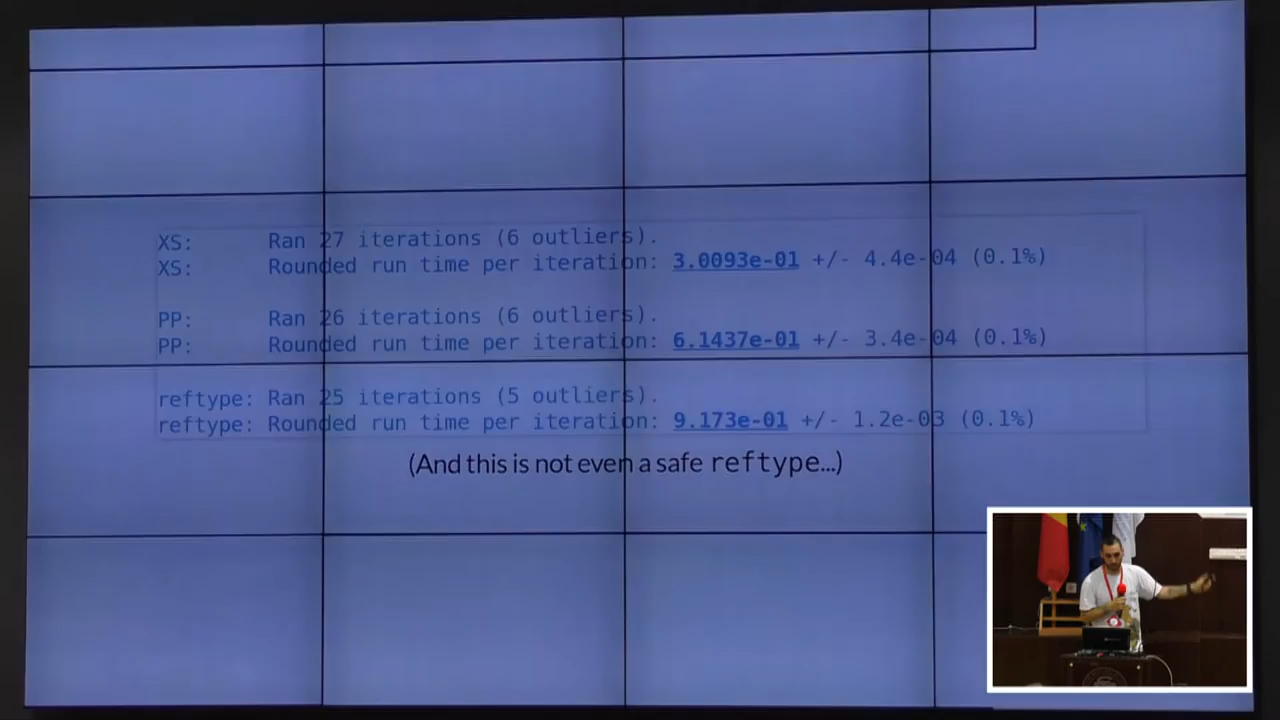 XS: Ran 27 iterations (6 outliers).
XS: Rounded run time per iteration: 3.0093e-01 +/- 4.4e-04 (0.1%)
PP: Ran 26 iterations (6 outliers).
PP: Rounded run time per iteration: 6.1437e-01 +/- 3.4e-04 (0.1%)
reftype: Ran 25 iterations (5 outliers).
reftype: Rounded run time per iteration: 9.173e-01 +/- 1.2e-03 (0.1%)
(And this is not even a safe reftype...)